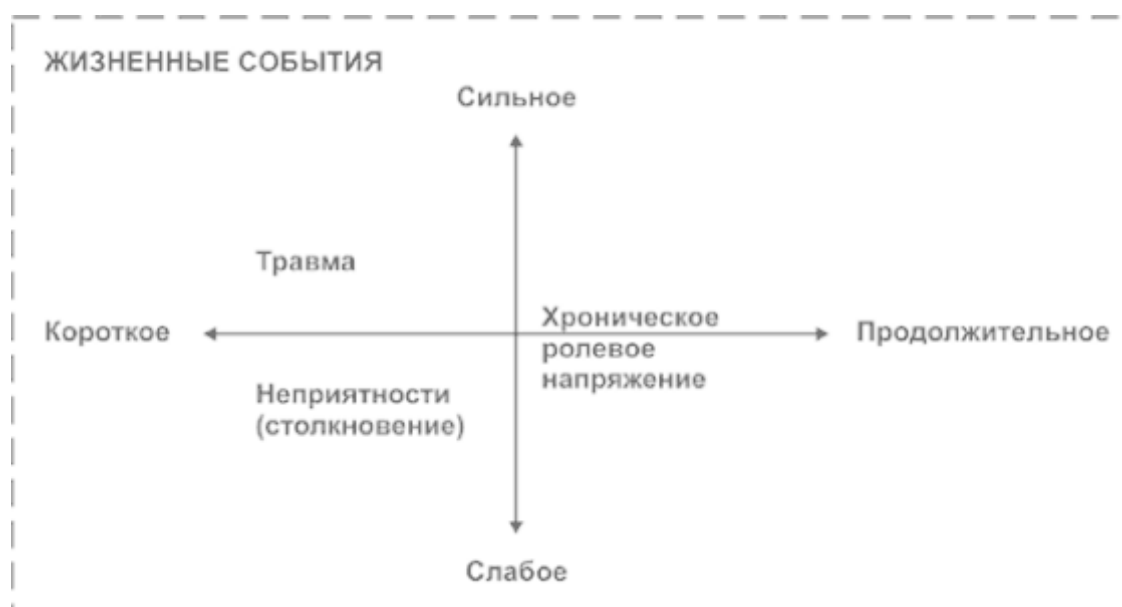 ЖИЗНЕННЫЕ СОБЫТИЯ
Сильное
Травма
Короткое
Хроническое
ролевое
напряжение
Продолжительное
Неприятности
(столкновение)
Слабое